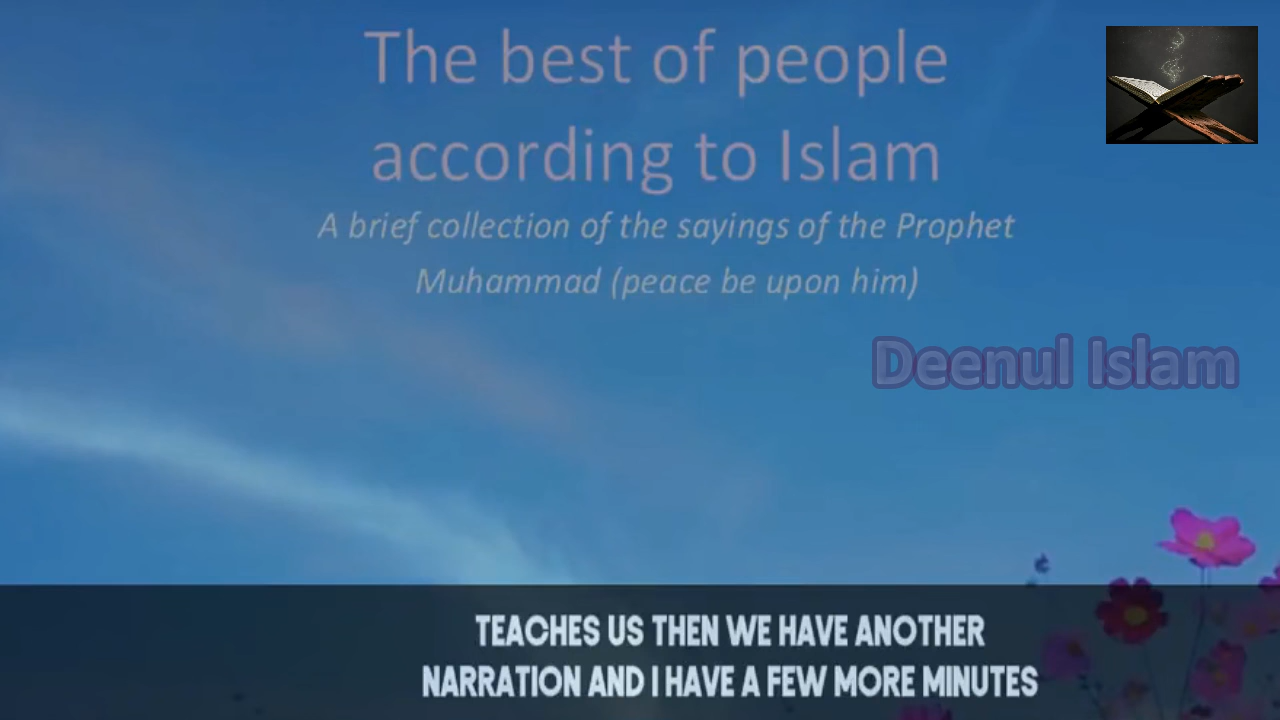 The best of people
according to Islam
A brief collection of the sayings of the Prophet
Muhammad (peace be upon him)
Deenul Islam
TEACHES US THEN WE HAVE ANOTHER
NARRATION AND I HAVE A FEW MORE MINUTES